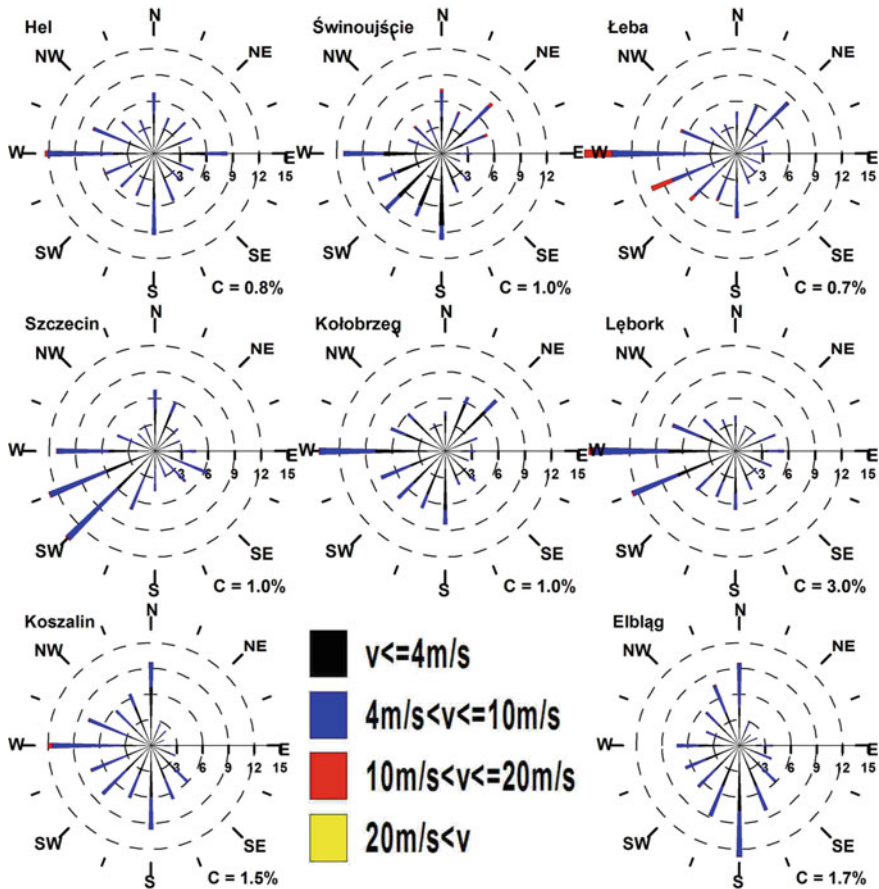 Hel
N
NW
NE
W
E
3 6 9 12 15
SW
SE
S
C = 0.8%
Świnoujście
N
NW
NE
W
E
3 6 9 12 15
SW
SE
S
C = 1.0%
Łeba
N
NW
NE
W
E
3 6 9 12 15
SW
SE
S
C = 0.7%
Szczecin
N
NW
NE
W
E
3 6 9 12 15
SW
SE
S
C = 1.0%
Kołobrzeg
N
NW
NE
W
E
3 6 9 12 15
SW
SE
S
C = 1.0%
Lębork
N
NW
NE
W
E
3 6 9 12 15
SW
SE
S
C = 3.0%
Koszalin
N
NW
NE
W
E
3 6 9 12 15
SW
SE
S
C = 1.5%
v<=4m/s
4m/s<v<=10m/s
10m/s<v<=20m/s
20m/s<v
Elbląg
N
NW
NE
W
E
3 6 9 12 15
SW
SE
S
C = 1.7%